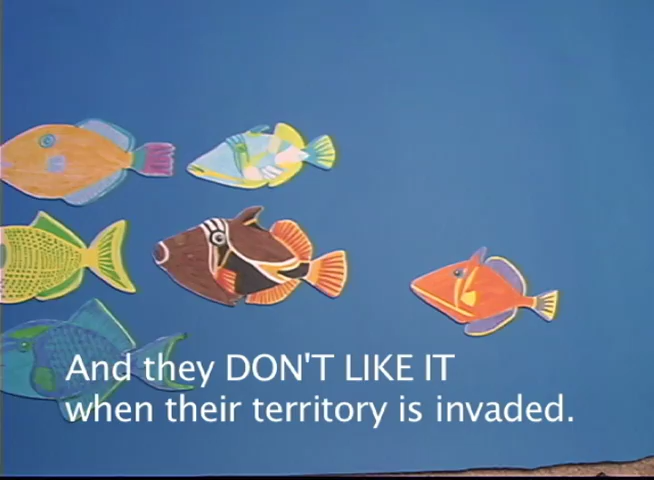 And they DON'T LIKE IT
when their territory is invaded.